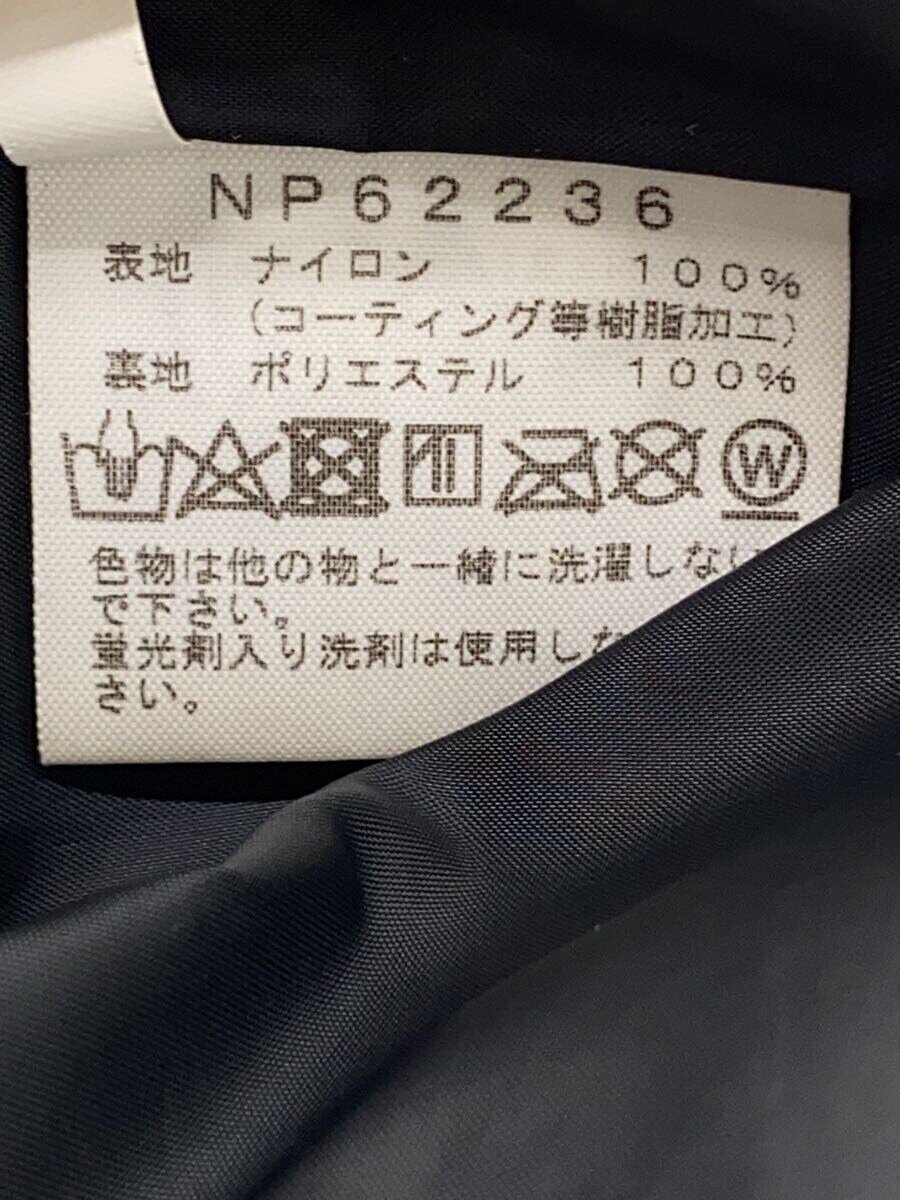 NP62236
表地 ナイロン 100%
(コーティング等樹脂加工)
裏地 ポリエステル 100%
W
色物は他の物と一緒に洗濯しない
で下さい。
蛍光剤入り洗剤は使用しな
さい。